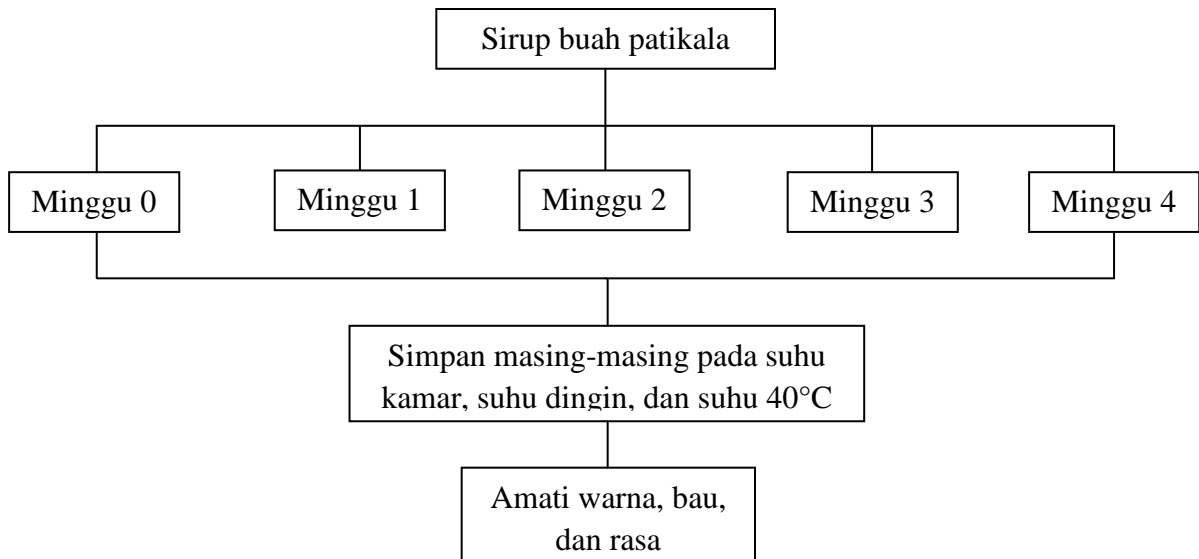 Sirup buah patikala
Minggu 0
Minggu 1
Minggu 2
Minggu 3
Minggu 4
Simpan masing-masing pada suhu
kamar, suhu dingin, dan suhu 40°C
Amati warna, bau,
dan rasa